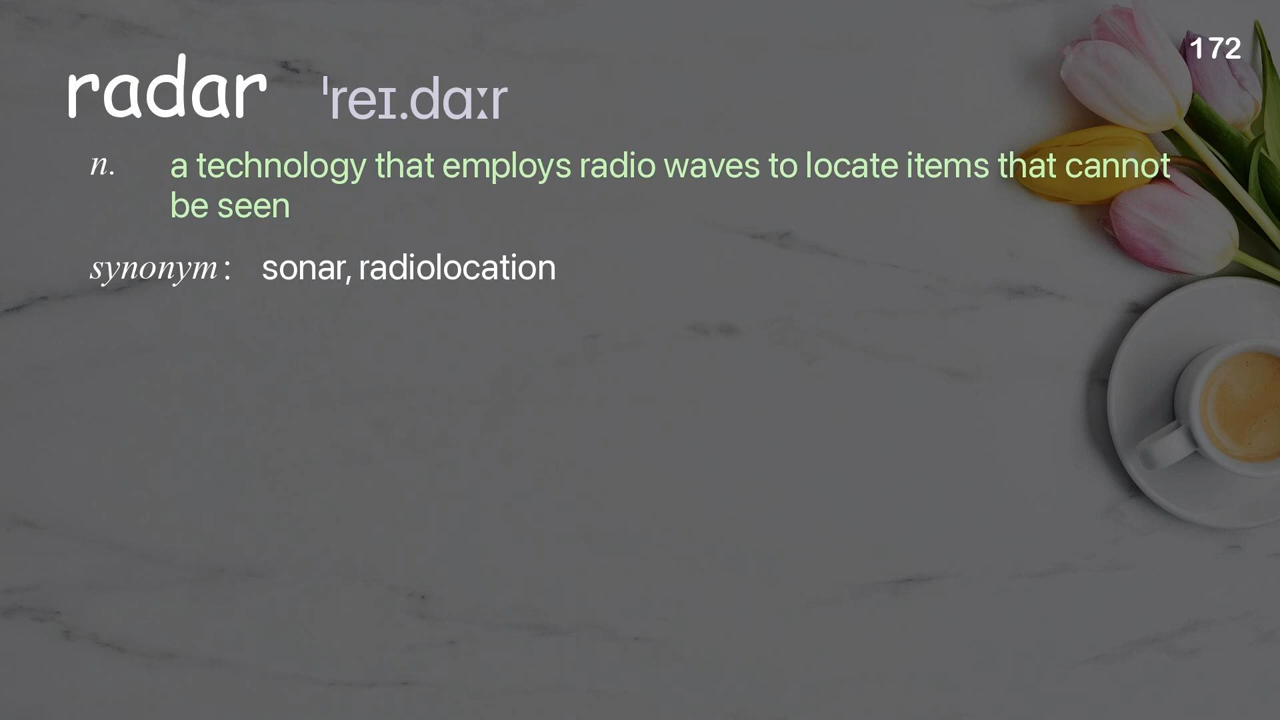 172
radar ˈreɪ.dɑːr
n. a technology that employs radio waves to locate items that cannot
be seen
synonym: sonar, radiolocation